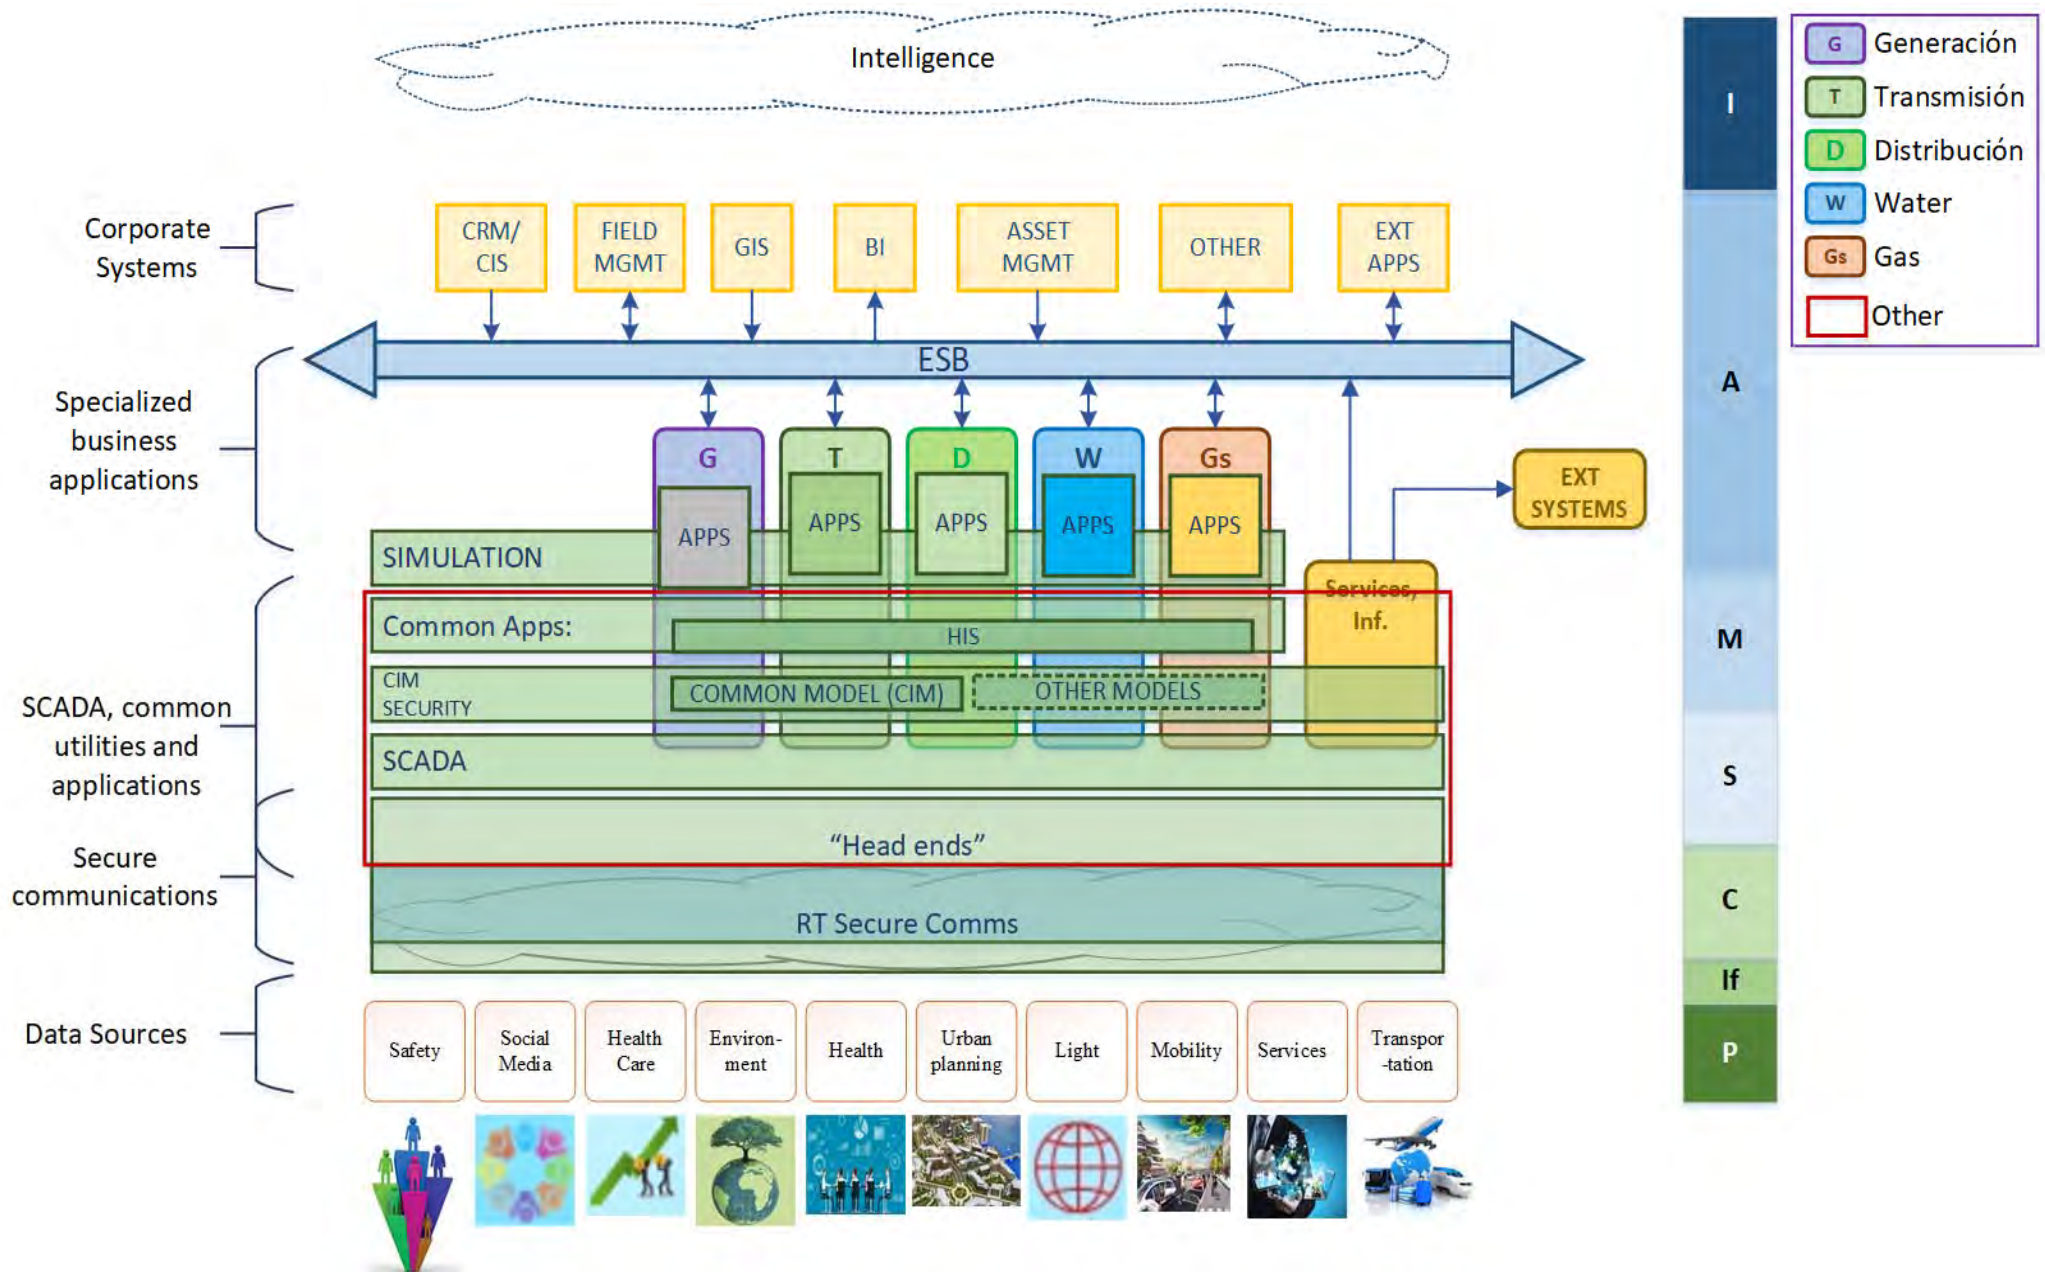 Intelligence
I
G
Generación
T
Transmisión
D
Distribución
W
Water
Gs
Gas
Other
Corporate
Systems
CRM/
CIS
FIELD
MGMT
GIS
BI
ASSET
MGMT
OTHER
EXT
APPS
ESB
A
Specialized
business
applications
G
T
D
W
Gs
APPS
APPS
APPS
APPS
APPS
EXT
SYSTEMS
SIMULATION
Services,
Inf.
Common Apps:
HIS
M
CIM
SECURITY
COMMON MODEL (CIM)
OTHER MODELS
SCADA, common
utilities and
applications
SCADA
S
"Head ends"
Secure
communications
RT Secure Comms
C
If
Data Sources
Safety
Social
Media
Health
Care
Environ-
ment
Health
Urban
planning
Light
Mobility
Services
Transpor
-tation
P